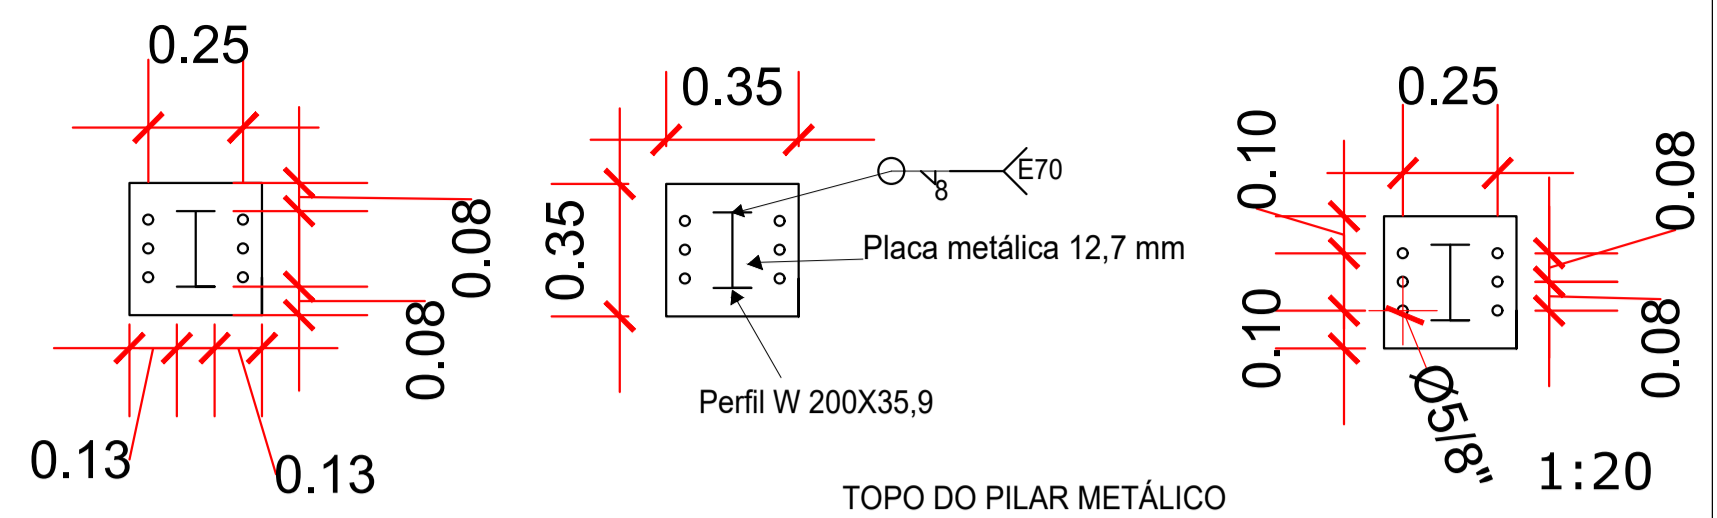 0.25
0.08
0.08
0.13
0.13
0.35
0.35
E70
8
Placa metálica 12,7 mm
Perfil W 200X35,9
0.25
0.10
0.08
0.10
0.08
Ø5/8"
1:20
TOPO DO PILAR METÁLICO